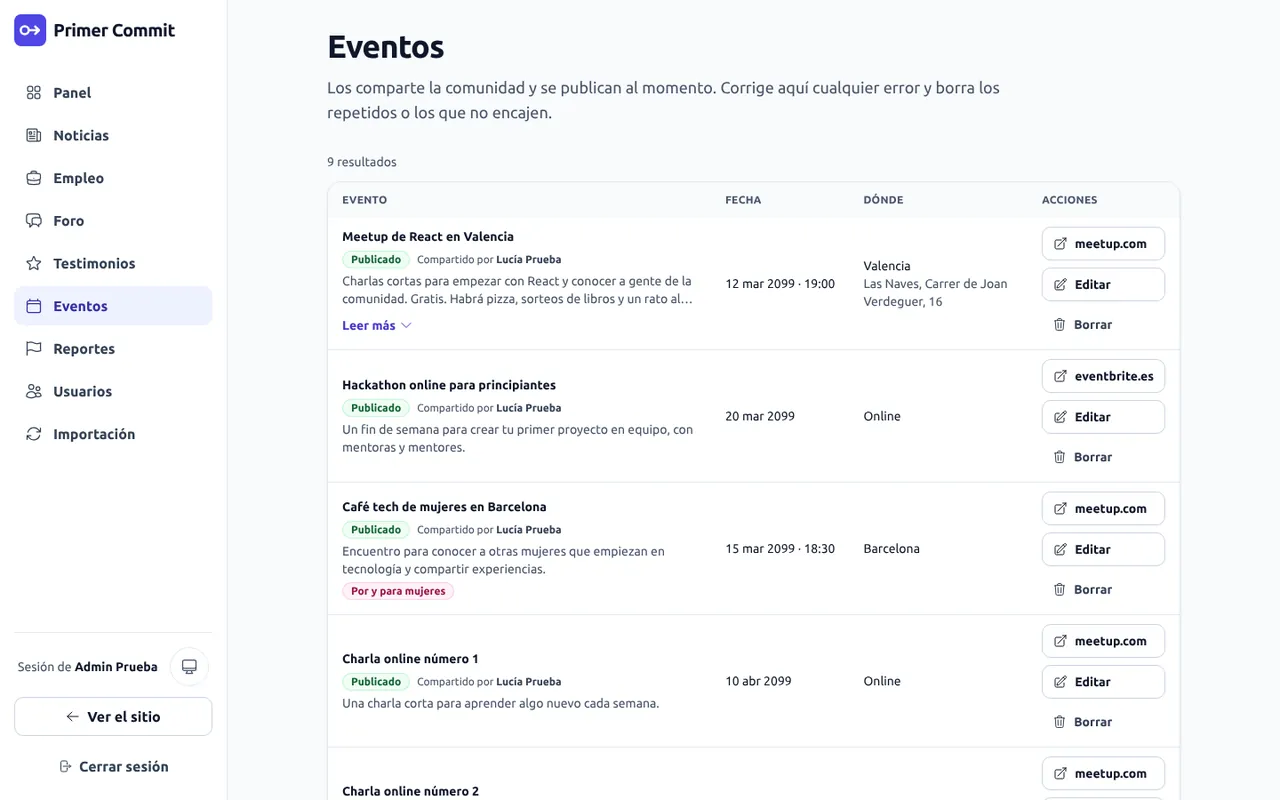 Primer Commit
Panel
Noticias
Empleo
Foro
Testimonios
Eventos
Reportes
Usuarios
Importación
Sesión de Admin Prueba
Ver el sitio
Cerrar sesión
Eventos
Los comparte la comunidad y se publican al momento. Corrige aquí cualquier error y borra los
repetidos o los que no encajen.
9 resultados
EVENTO FECHA DÓNDE ACCIONES
Meetup de React en Valencia
Publicado Compartido por Lucía Prueba
Charlas cortas para empezar con React y conocer a gente de la
comunidad. Gratis. Habrá pizza, sorteos de libros y un rato al…
Leer más
12 mar 2099 · 19:00
Valencia
Las Naves, Carrer de Joan
Verdeguer, 16
meetup.com
Editar
Borrar
Hackathon online para principiantes
Publicado Compartido por Lucía Prueba
Un fin de semana para crear tu primer proyecto en equipo, con
mentoras y mentores.
20 mar 2099
Online
eventbrite.es
Editar
Borrar
Café tech de mujeres en Barcelona
Publicado Compartido por Lucía Prueba
Encuentro para conocer a otras mujeres que empiezan en
tecnología y compartir experiencias.
Por y para mujeres
15 mar 2099 · 18:30
Barcelona
meetup.com
Editar
Borrar
Charla online número 1
Publicado Compartido por Lucía Prueba
Una charla corta para aprender algo nuevo cada semana.
10 abr 2099
Online
meetup.com
Editar
Borrar
Charla online número 2
meetup.com